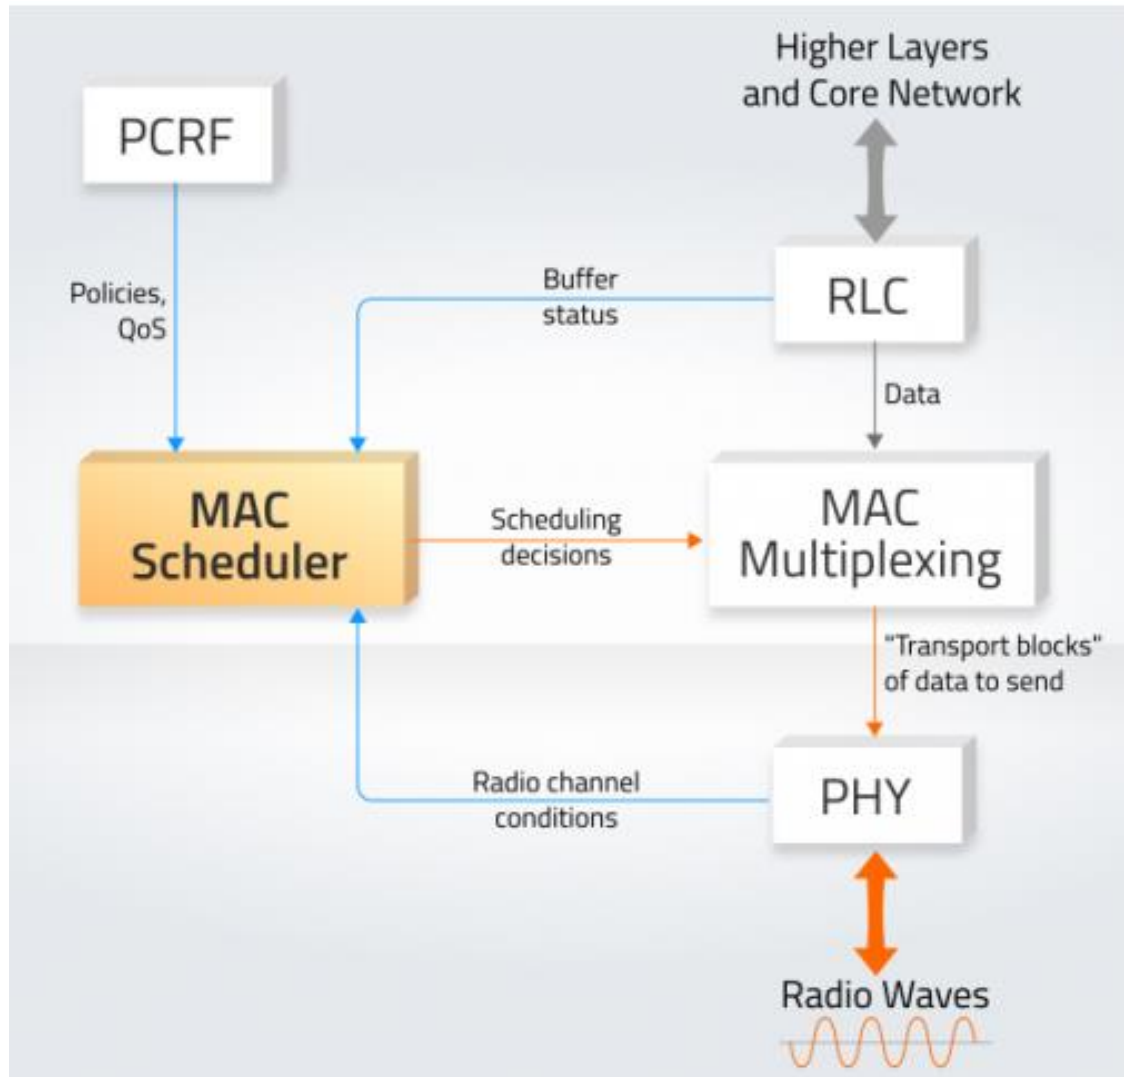 Higher Layers
and Core Network
PCRF
Policies,
QoS
Buffer
status
RLC
Data
MAC
Scheduler
Scheduling
decisions
MAC
Multiplexing
"Transport blocks"
of data to send
Radio channel
conditions
PHY
Radio Waves